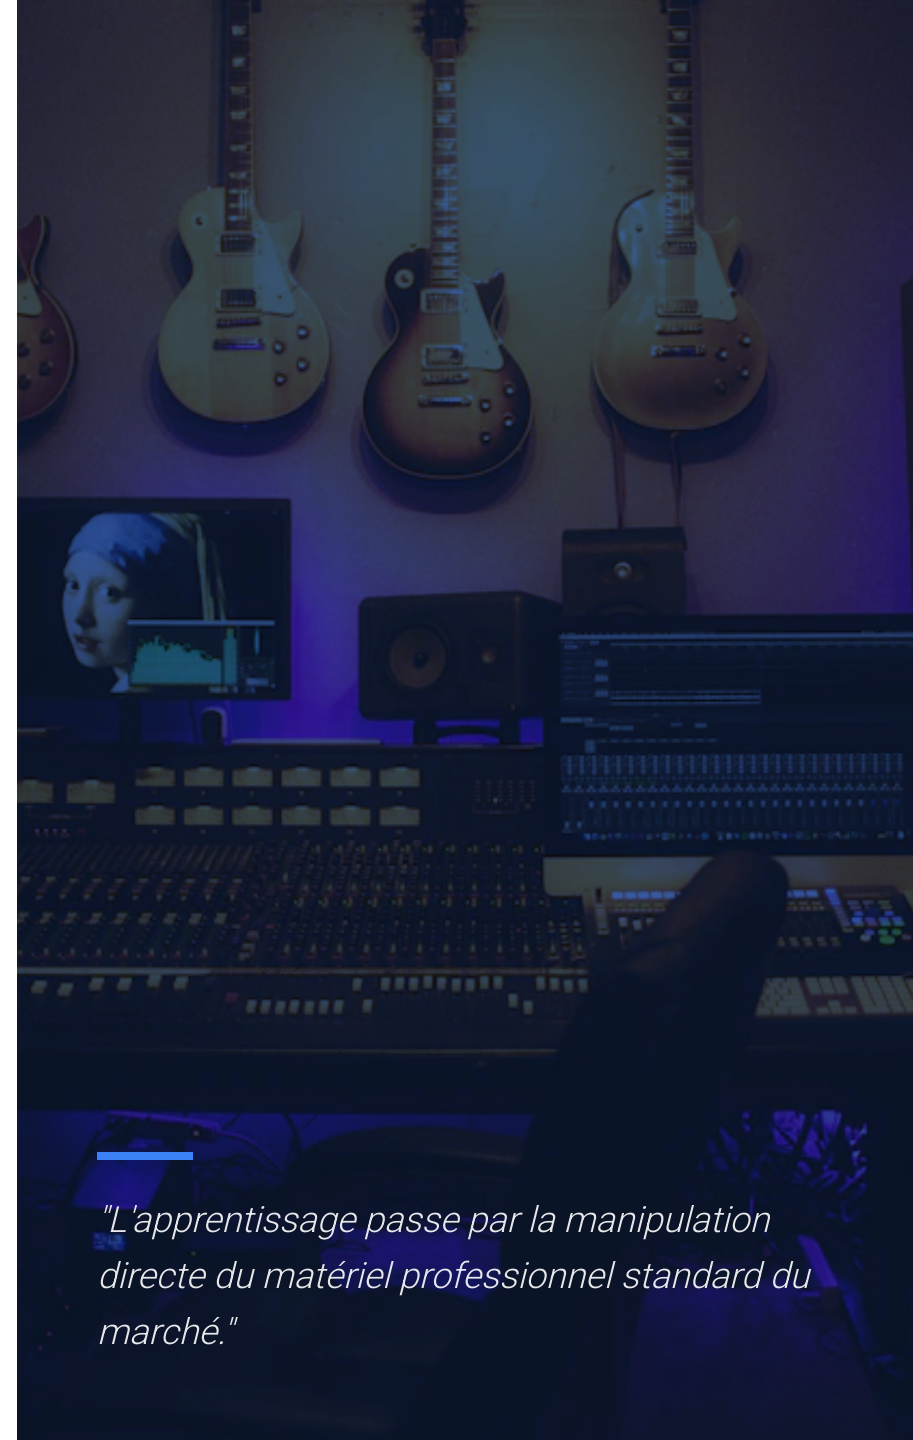 "L'apprentissage passe par la manipulation
directe du matériel professionnel standard du
marché."